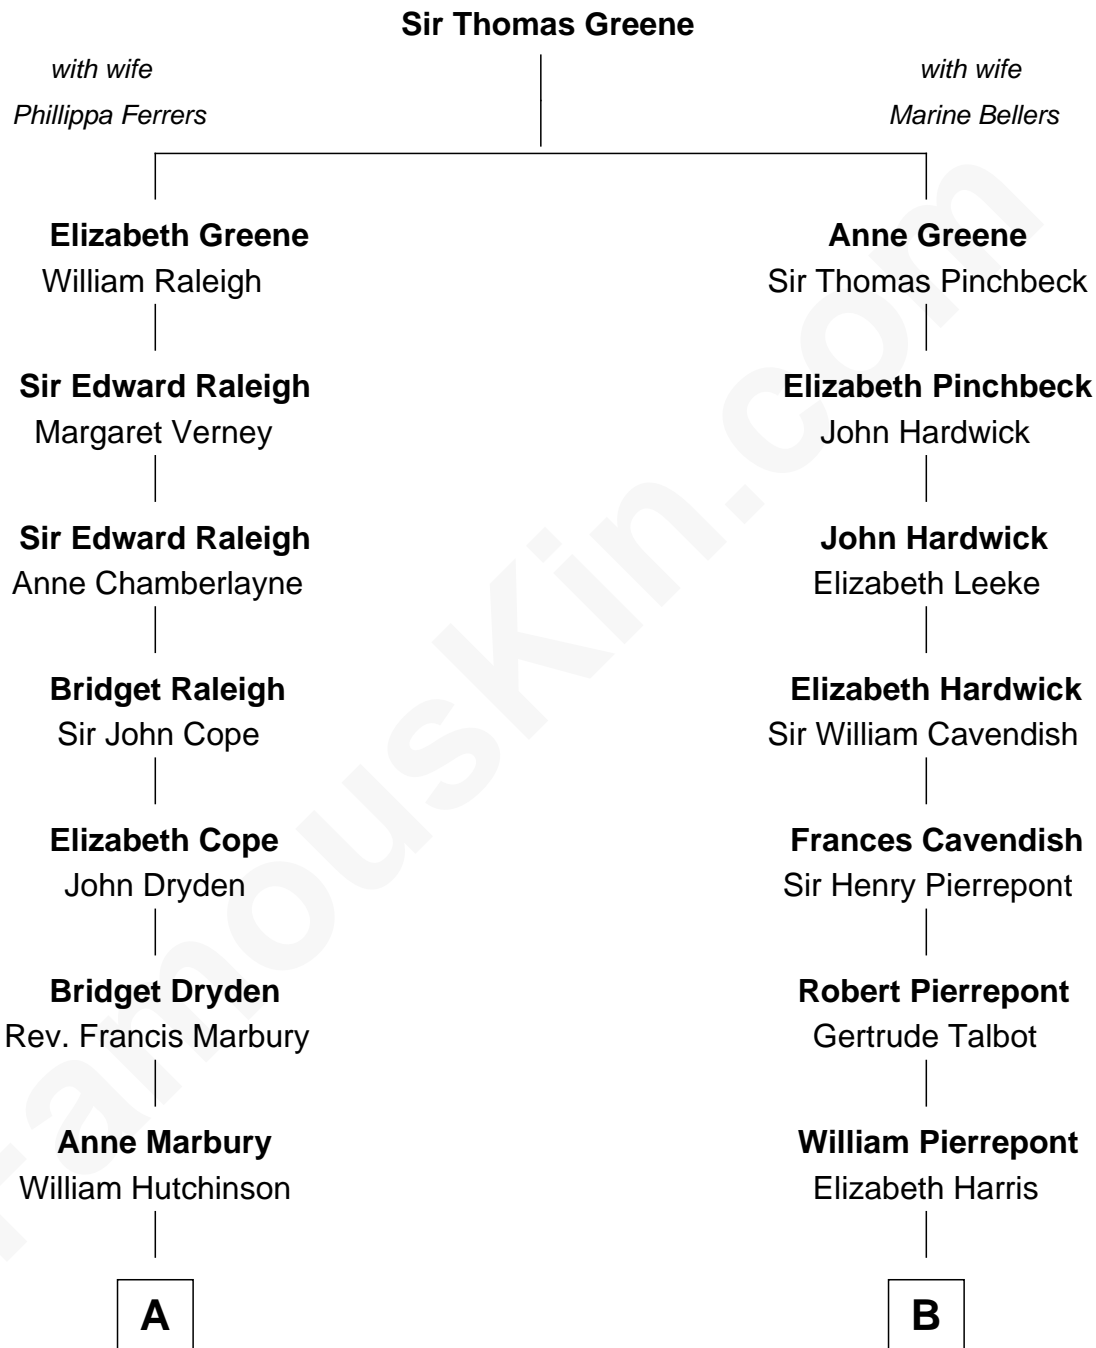 Sir Thomas Greene
with wife
Phillippa Ferrers
with wife
Marine Bellers
Elizabeth Greene
William Raleigh
Anne Greene
Sir Thomas Pinchbeck
Sir Edward Raleigh
Margaret Verney
Elizabeth Pinchbeck
John Hardwick
Sir Edward Raleigh
Anne Chamberlayne
John Hardwick
Elizabeth Leeke
Bridget Raleigh
Sir John Cope
Elizabeth Hardwick
Sir William Cavendish
Elizabeth Cope
John Dryden
Frances Cavendish
Sir Henry Pierrepont
Bridget Dryden
Rev. Francis Marbury
Robert Pierrepont
Gertrude Talbot
Anne Marbury
William Hutchinson
William Pierrepont
Elizabeth Harris
A
B
FamousKin.com